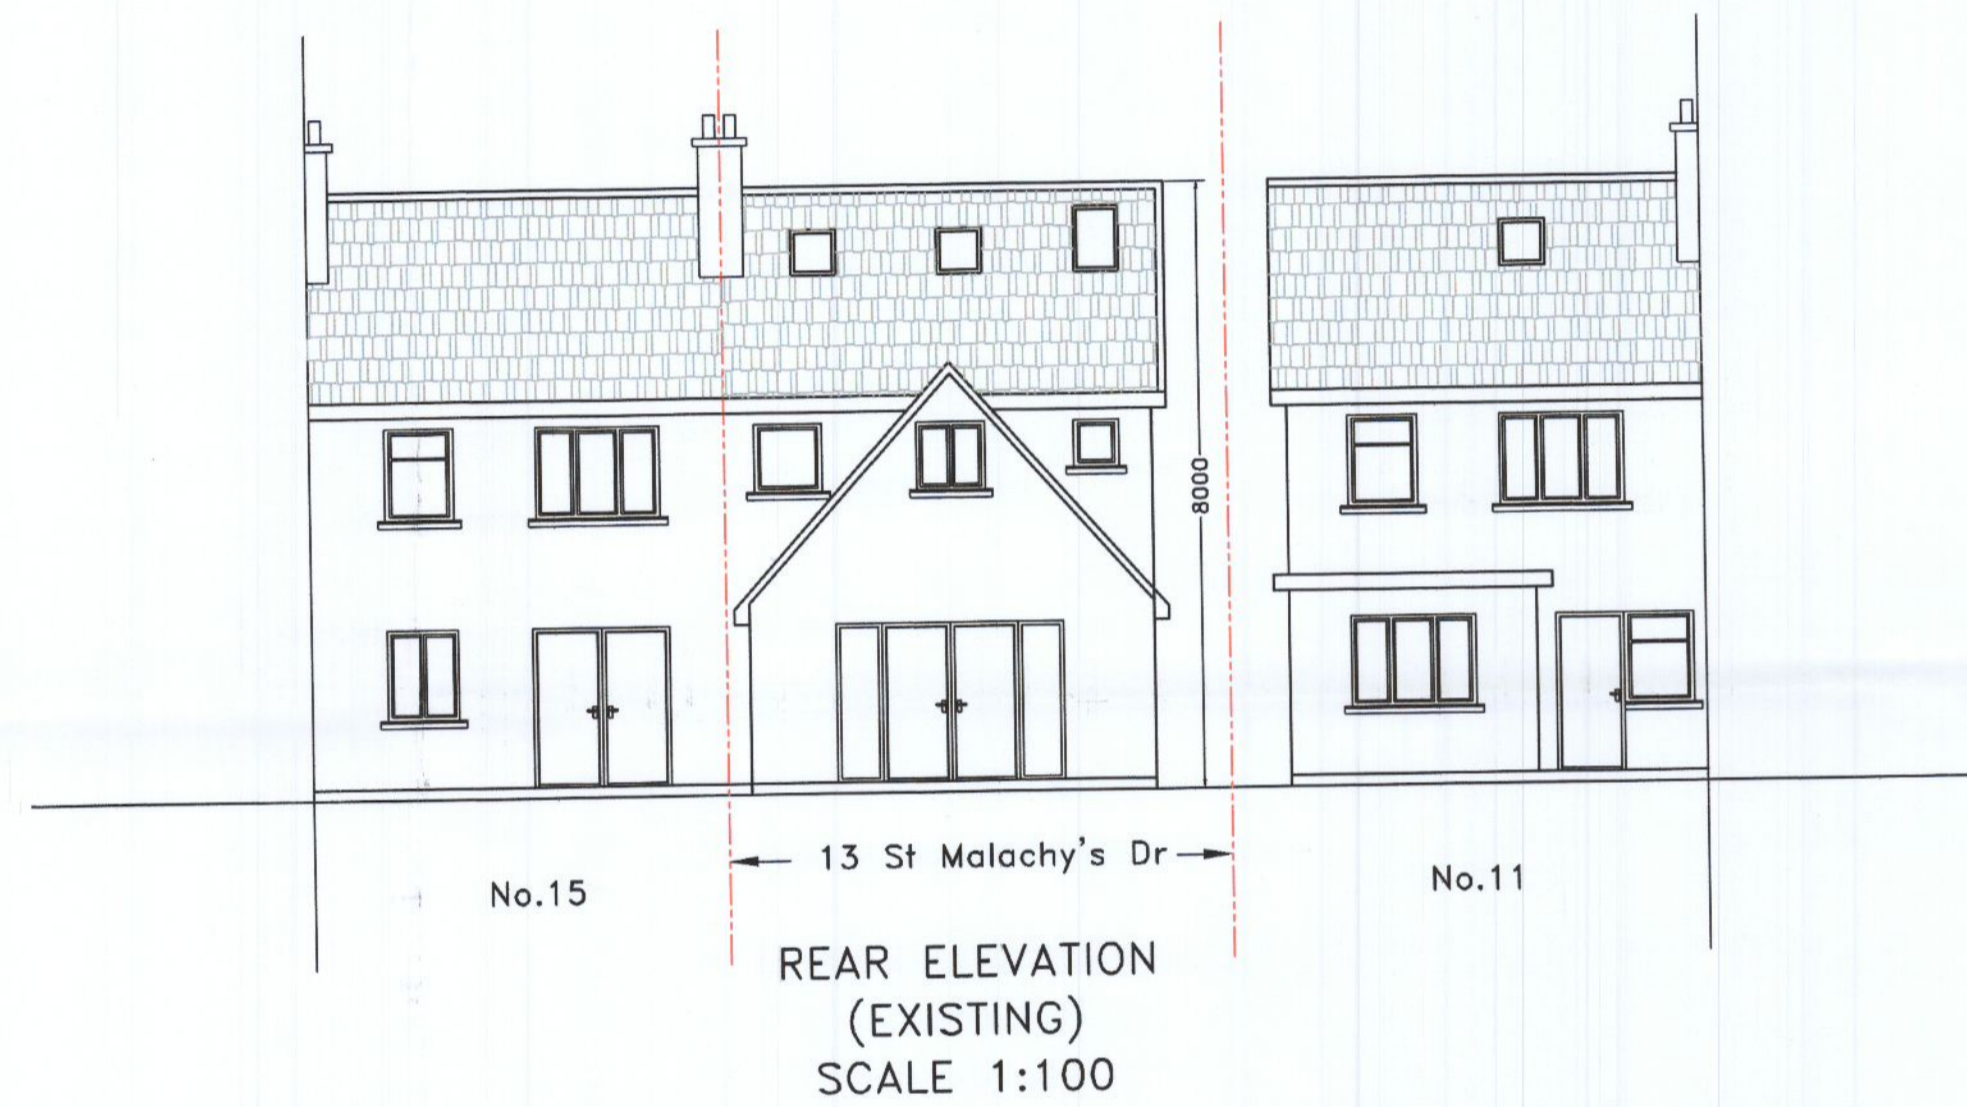 8000
13 St Malachy's Dr
No.15
No.11
REAR ELEVATION
(EXISTING)
SCALE 1:100